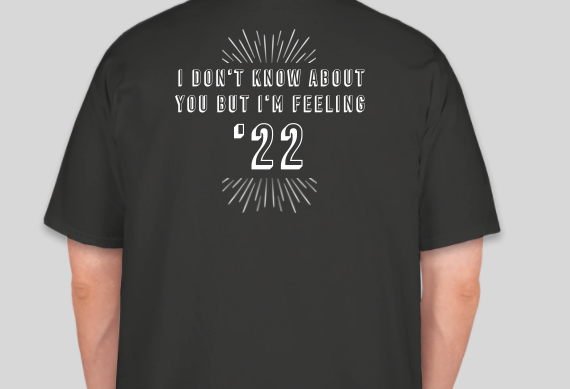 I DON'T KNOW ABOUT
YOU BUT I'M FEELING
'22